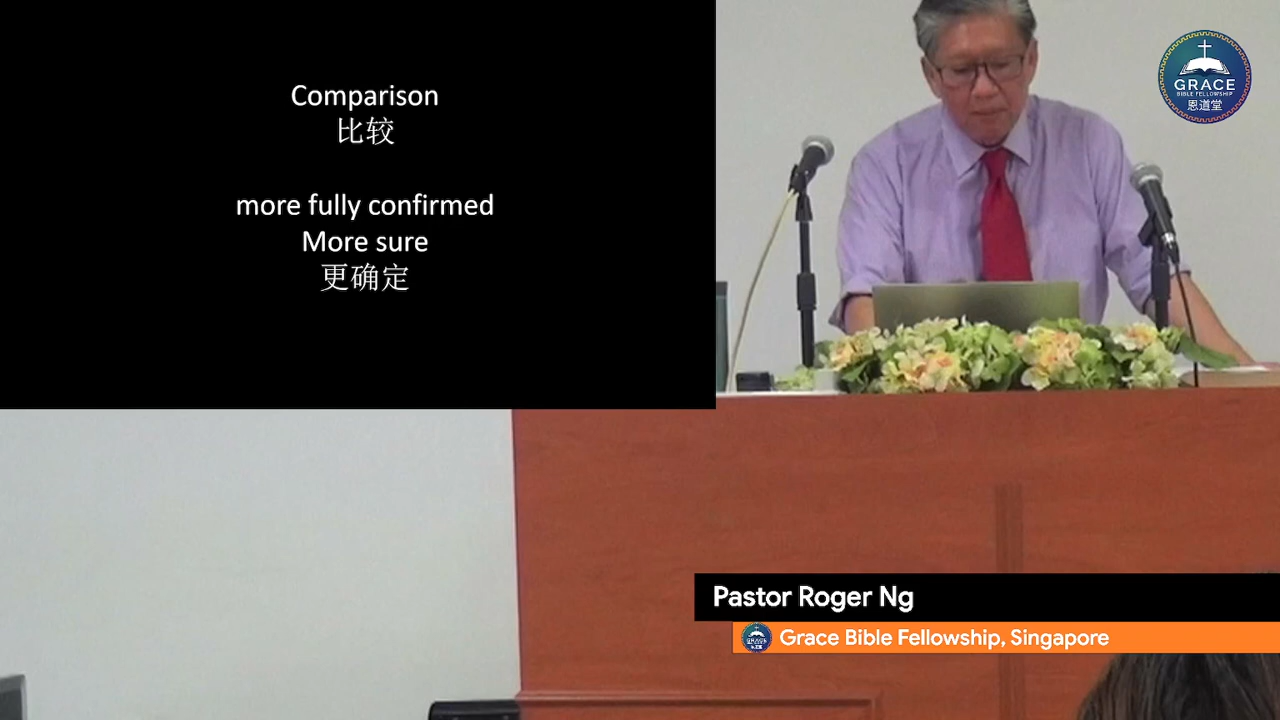 Comparison
比较
more fully confirmed
More sure
更确定
GRACE
BIBLE FELLOWSHIP
恩道堂
Pastor Roger Ng
GRACE
Grace Bible Fellowship, Singapore